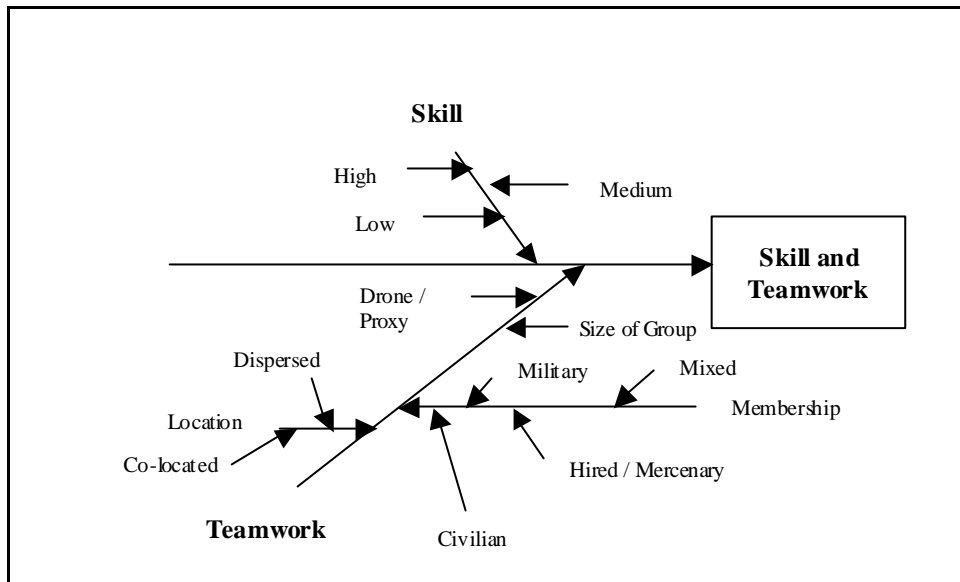 Skill
High
Medium
Low
Skill and
Teamwork
Drone /
Proxy
Size of Group
Dispersed
Military
Mixed
Location
Membership
Co-located
Hired / Mercenary
Teamwork
Civilian